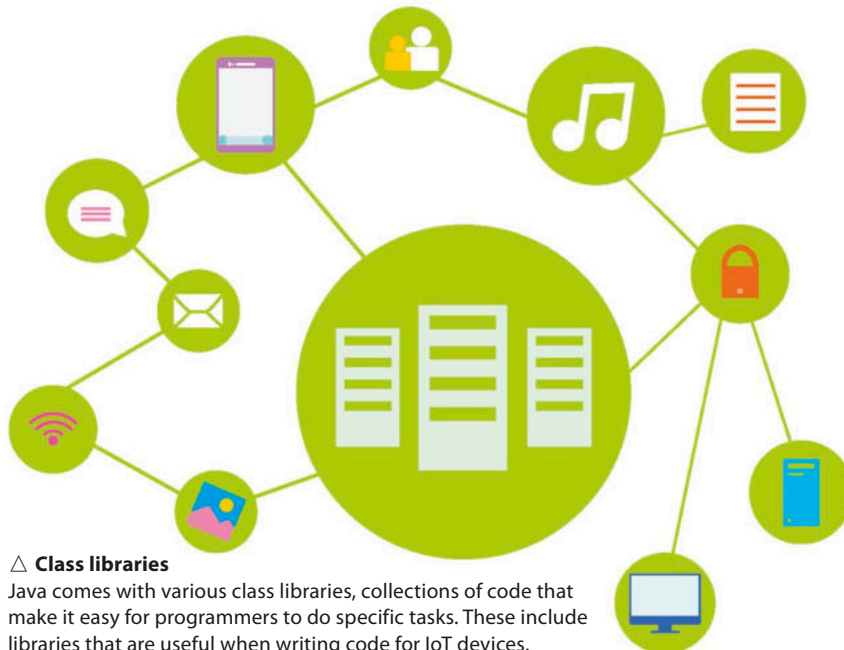 △ Class libraries
Java comes with various class libraries, collections of code that
make it easy for programmers to do specific tasks. These include
libraries that are useful when writing code for IoT devices.